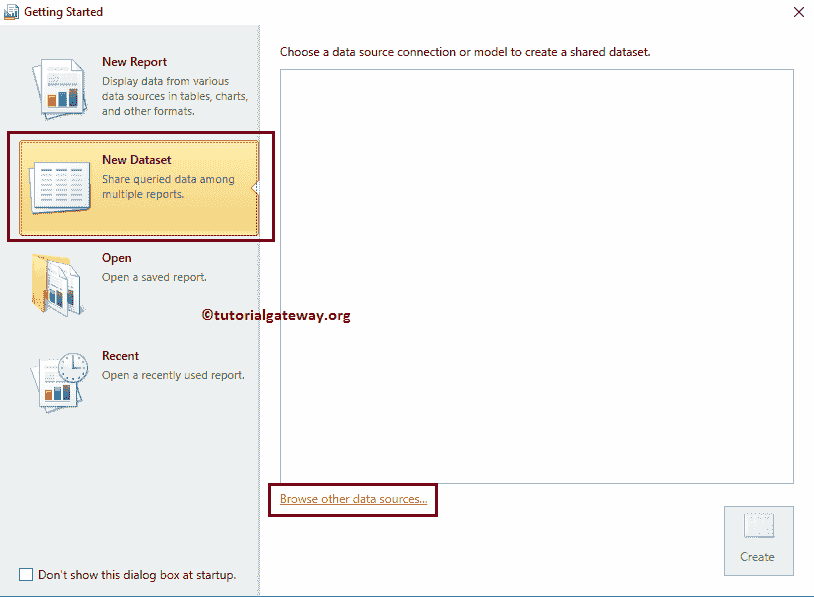 Getting Started
New Report
Display data from various
data sources in tables, charts,
and other formats.
New Dataset
Share queried data among
multiple reports.
Open
Open a saved report.
Recent
Open a recently used report.
Don't show this dialog box at startup.
Choose a data source connection or model to create a shared dataset.
©tutorialgateway.org
Browse other data sources...
Create